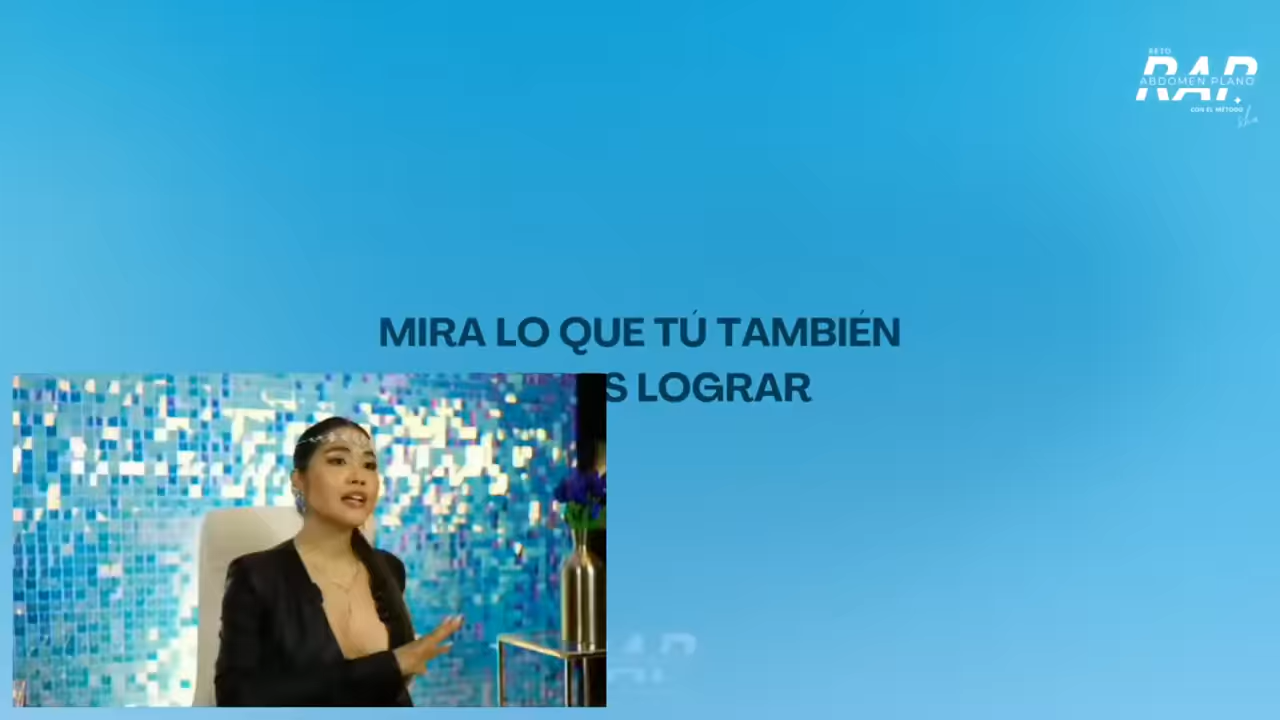 RETO
RAP
ABDOMEN PLANO
CON EL MÉTODO
MIRA LO QUE TÚ TAMBIÉN
S LOGRAR